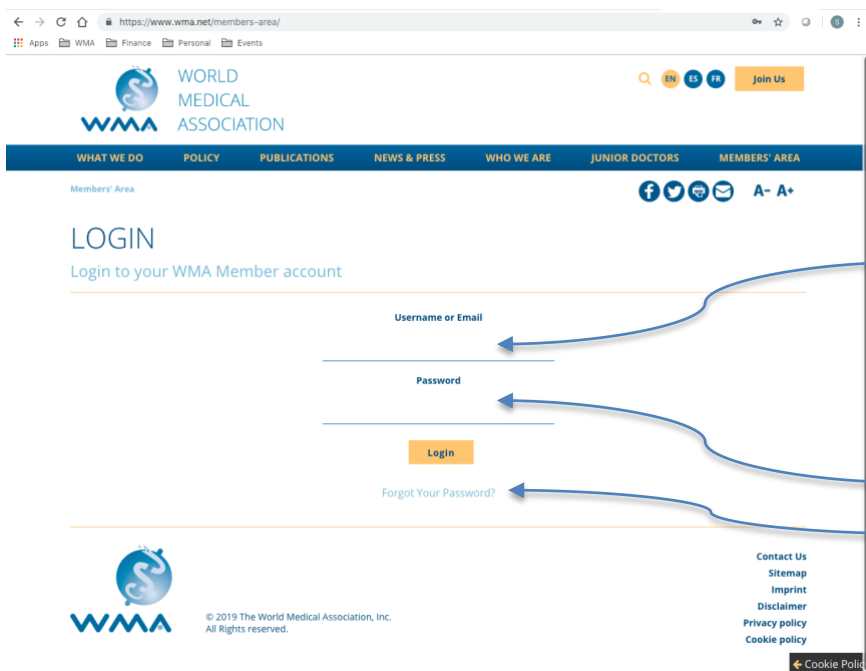 https://www.wma.net/members-area/
S
Apps WMA Finance Personal Events
WORLD
MEDICAL
ASSOCIATION
WMA
EN ES FR Join Us
WHAT WE DO POLICY PUBLICATIONS NEWS & PRESS WHO WE ARE JUNIOR DOCTORS MEMBERS' AREA
Members' Area
A- A+
LOGIN
Login to your WMA Member account
Username or Email
Password
Login
Forgot Your Password?
WMA
© 2019 The World Medical Association, Inc.
All Rights reserved.
Contact Us
Sitemap
Imprint
Disclaimer
Privacy policy
Cookie policy
Cookie Polic